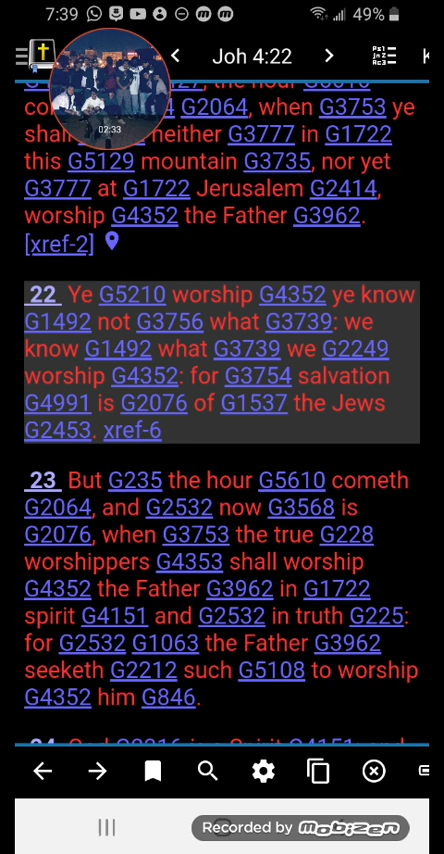 7:39 49%
Joh 4:22
02:33
G2064, when G3753 ye
neither G3777 in G1722
this G5129 mountain G3735, nor yet
G3777 at G1722 Jerusalem G2414,
worship G4352 the Father G3962.
[xref-2]
22 Ye G5210 worship G4352 ye know
G1492 not G3756 what G3739: we
know G1492 what G3739 we G2249
worship G4352: for G3754 salvation
G4991 is G2076 of G1537 the Jews
G2453. xref-6
23 But G235 the hour G5610 cometh
G2064, and G2532 now G3568 is
G2076, when G3753 the true G228
worshippers G4353 shall worship
G4352 the Father G3962 in G1722
spirit G4151 and G2532 in truth G225:
for G2532 G1063 the Father G3962
seeketh G2212 such G5108 to worship
G4352 him G846.
Recorded by Mobizen